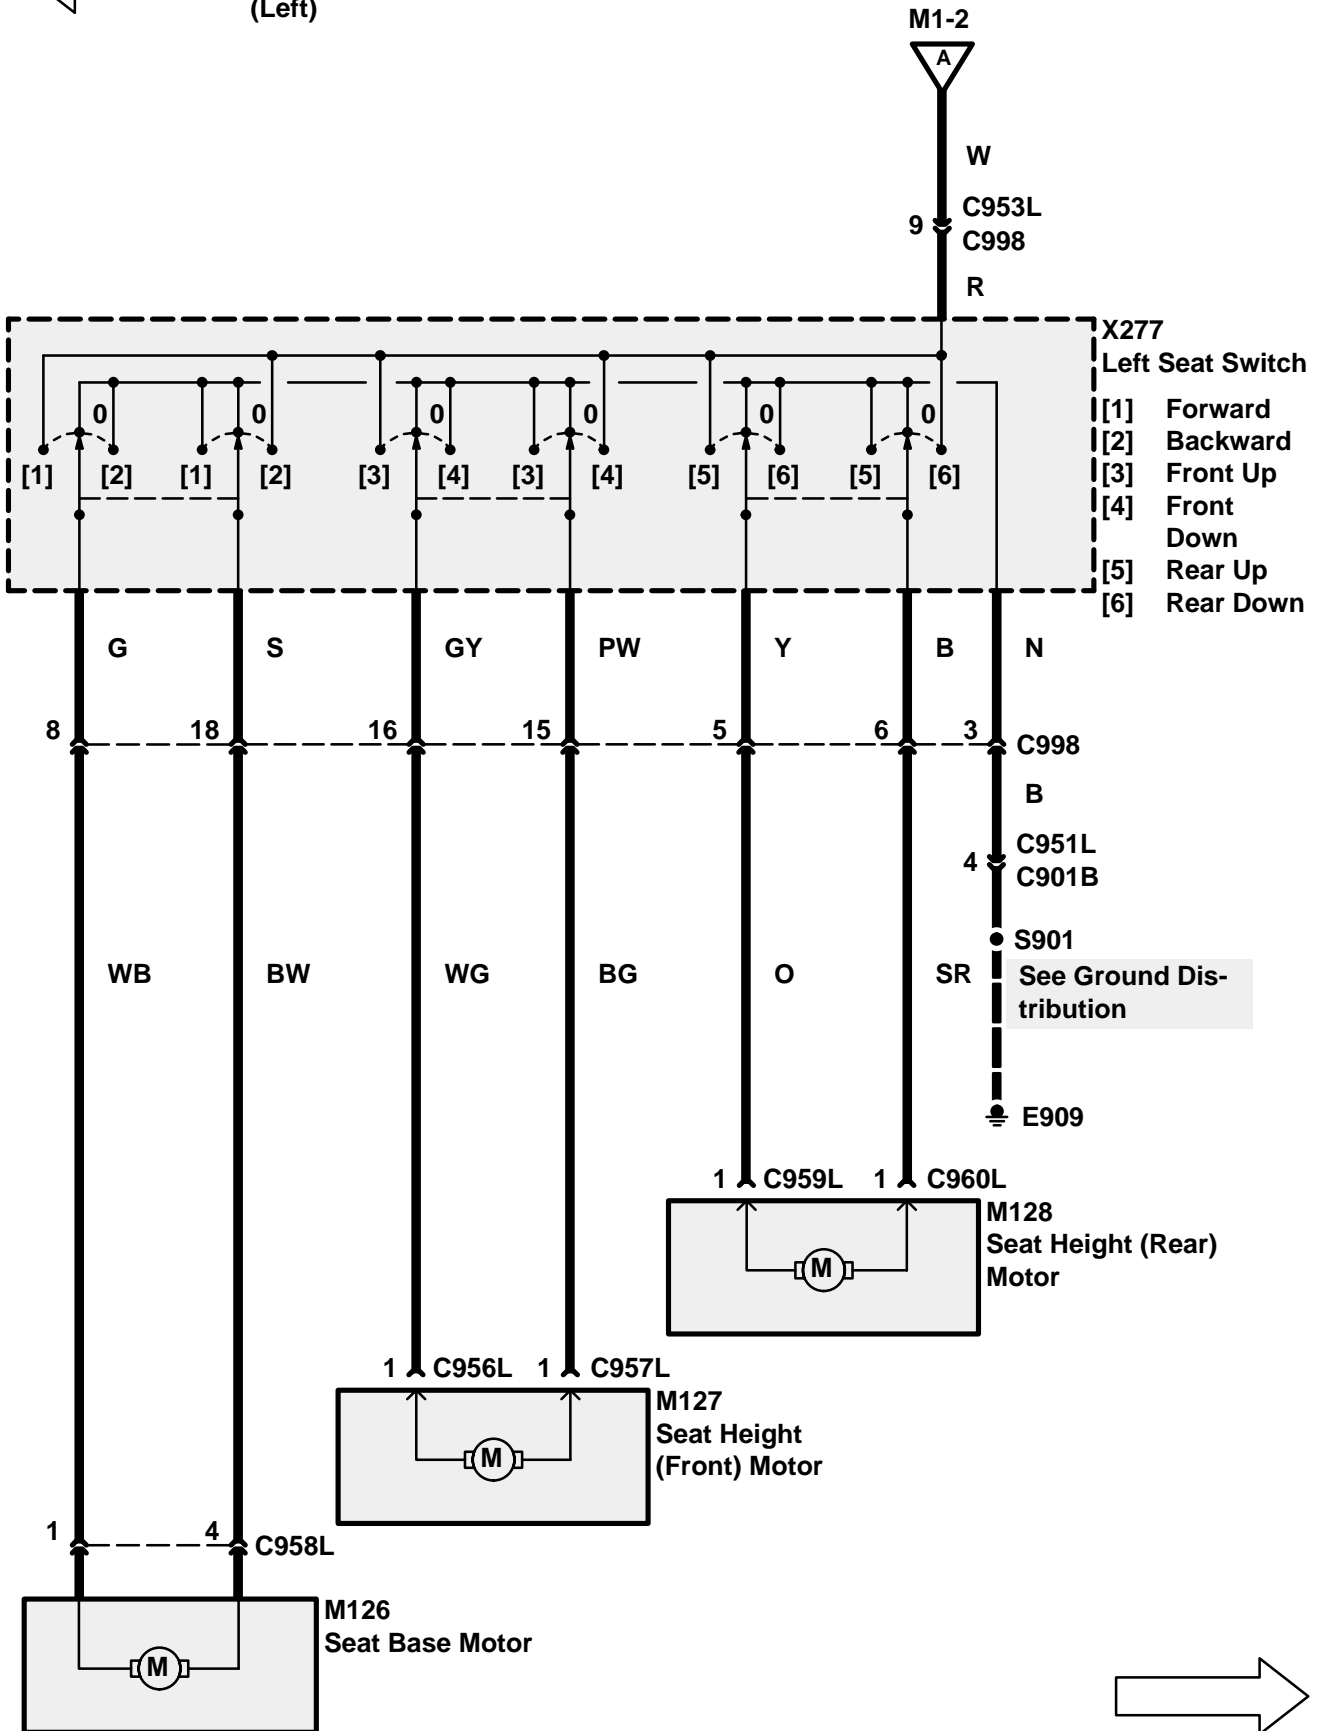 (Left)
M1-2
A
W
9 C953L
C998
R
X277
Left Seat Switch
0 0 0 0 0 0
[1] [2] [1] [2] [3] [4] [3] [4] [5] [6] [5] [6]
[1] Forward
[2] Backward
[3] Front Up
[4] Front
Down
[5] Rear Up
[6] Rear Down
G S GY PW Y B N
8 18 16 15 5 6 3 C998
B
4 C951L
C901B
S901
WB BW WG BG O SR
See Ground Dis-
tribution
E909
1 C959L 1 C960L
M128
Seat Height (Rear)
Motor
M
1 C956L 1 C957L
M127
Seat Height
(Front) Motor
M
1 4 C958L
M126
Seat Base Motor
M